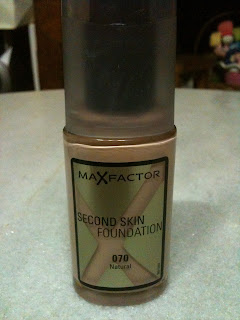 MAXFACTOR
SECOND SKIN
FOUNDATION
070
Natural